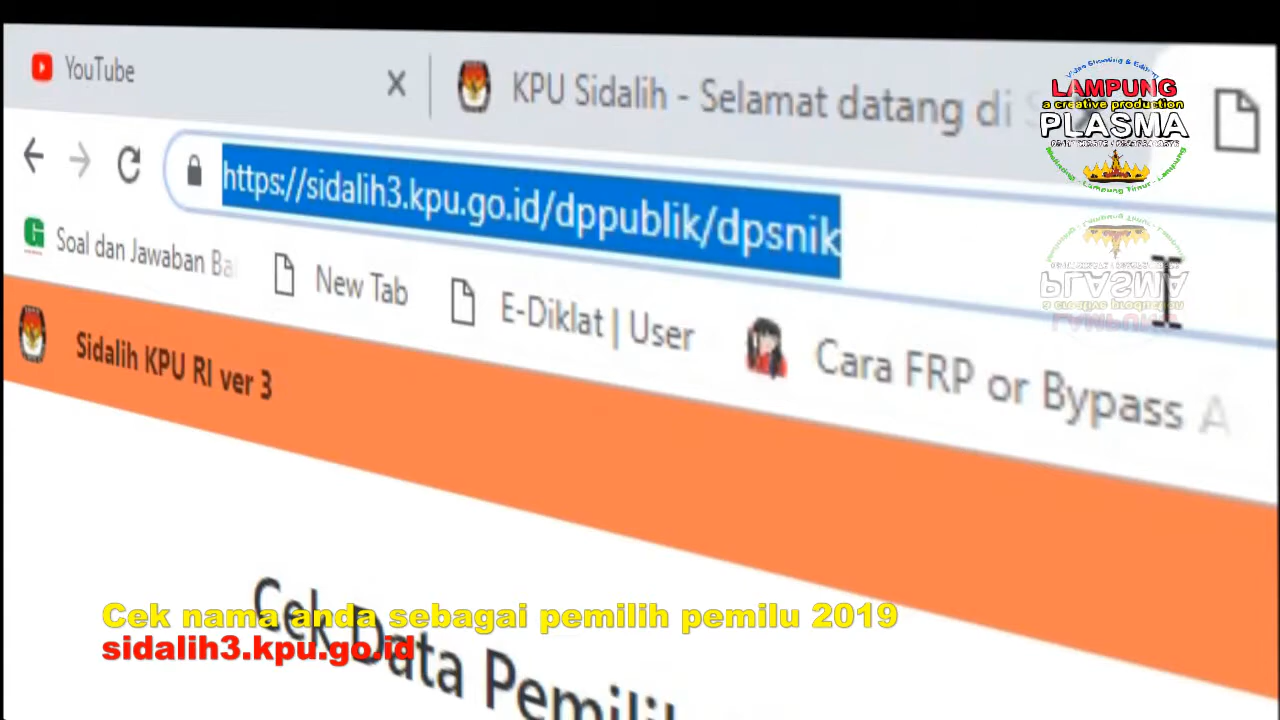 YouTube
KPU Sidalih - Selamat datang di S
https://sidalih3.kpu.go.id/dppublik/dpsnik
Soal dan Jawaban Ba
New Tab
E-Diklat | User
Cara FRP or Bypass A
Sidalih KPU RI ver 3
Cek Data Pemili
Cek nama anda sebagai pemilih pemilu 2019
sidalih3.kpu.go.id
LAMPUNG
a creative production
PLASMA